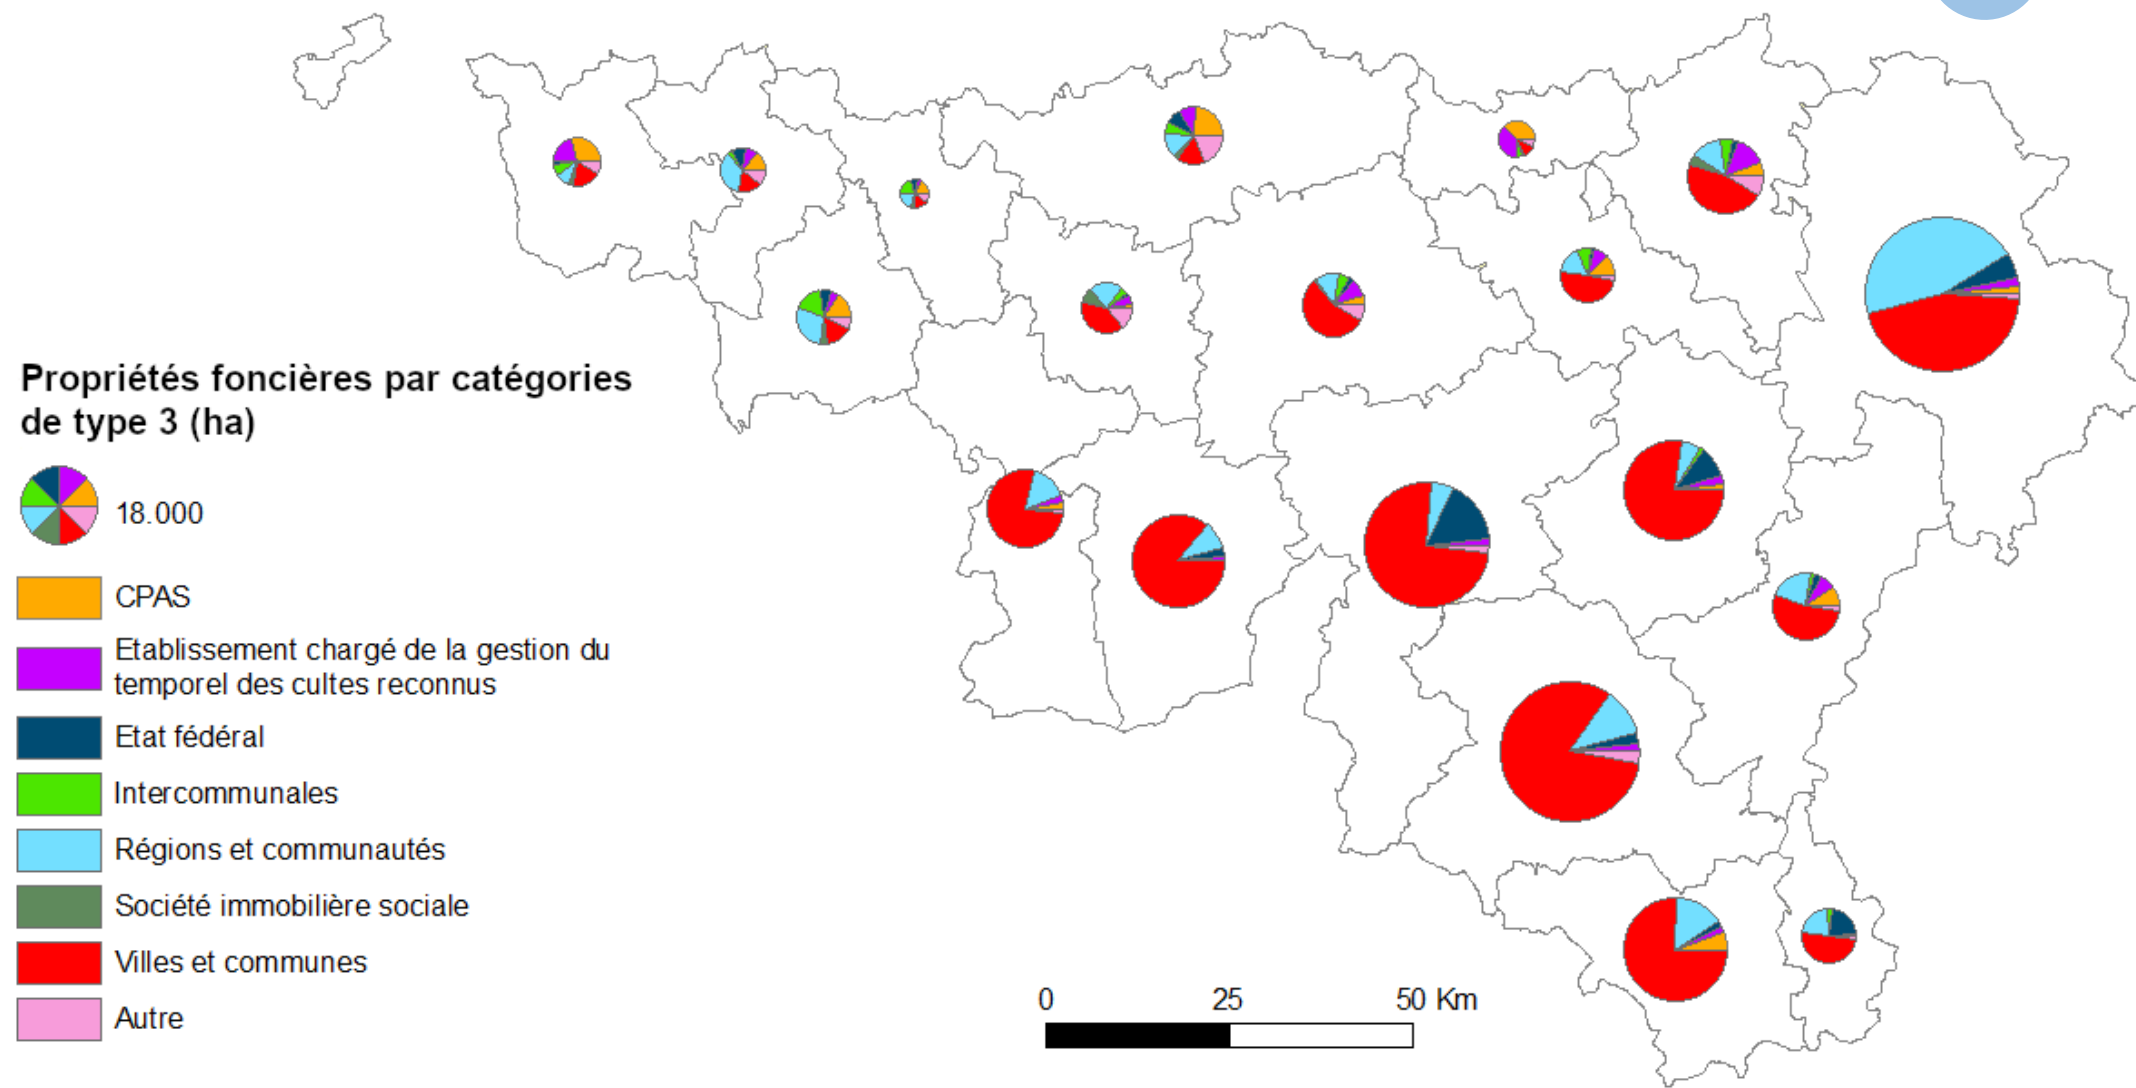 Propriétés foncières par catégories
de type 3 (ha)
18.000
CPAS
Etablissement chargé de la gestion du
temporel des cultes reconnus
Etat fédéral
Intercommunales
Régions et communautés
Société immobilière sociale
Villes et communes
Autre
0 25 50 Km